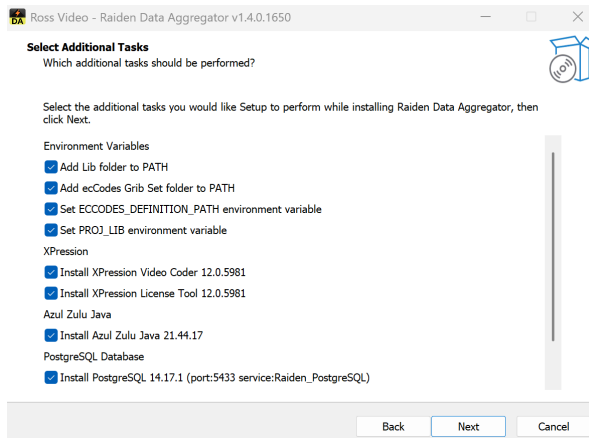 DA Ross Video - Raiden Data Aggregator v1.4.0.1650
Select Additional Tasks
Which additional tasks should be performed?
Select the additional tasks you would like Setup to perform while installing Raiden Data Aggregator, then
click Next.
Environment Variables
Add Lib folder to PATH
Add ecCodes Grib Set folder to PATH
Set ECCODES_DEFINITION_PATH environment variable
Set PROJ_LIB environment variable
XPression
Install XPression Video Coder 12.0.5981
Install XPression License Tool 12.0.5981
Azul Zulu Java
Install Azul Zulu Java 21.44.17
PostgreSQL Database
Install PostgreSQL 14.17.1 (port:5433 service:Raiden_PostgreSQL)
Back Next Cancel